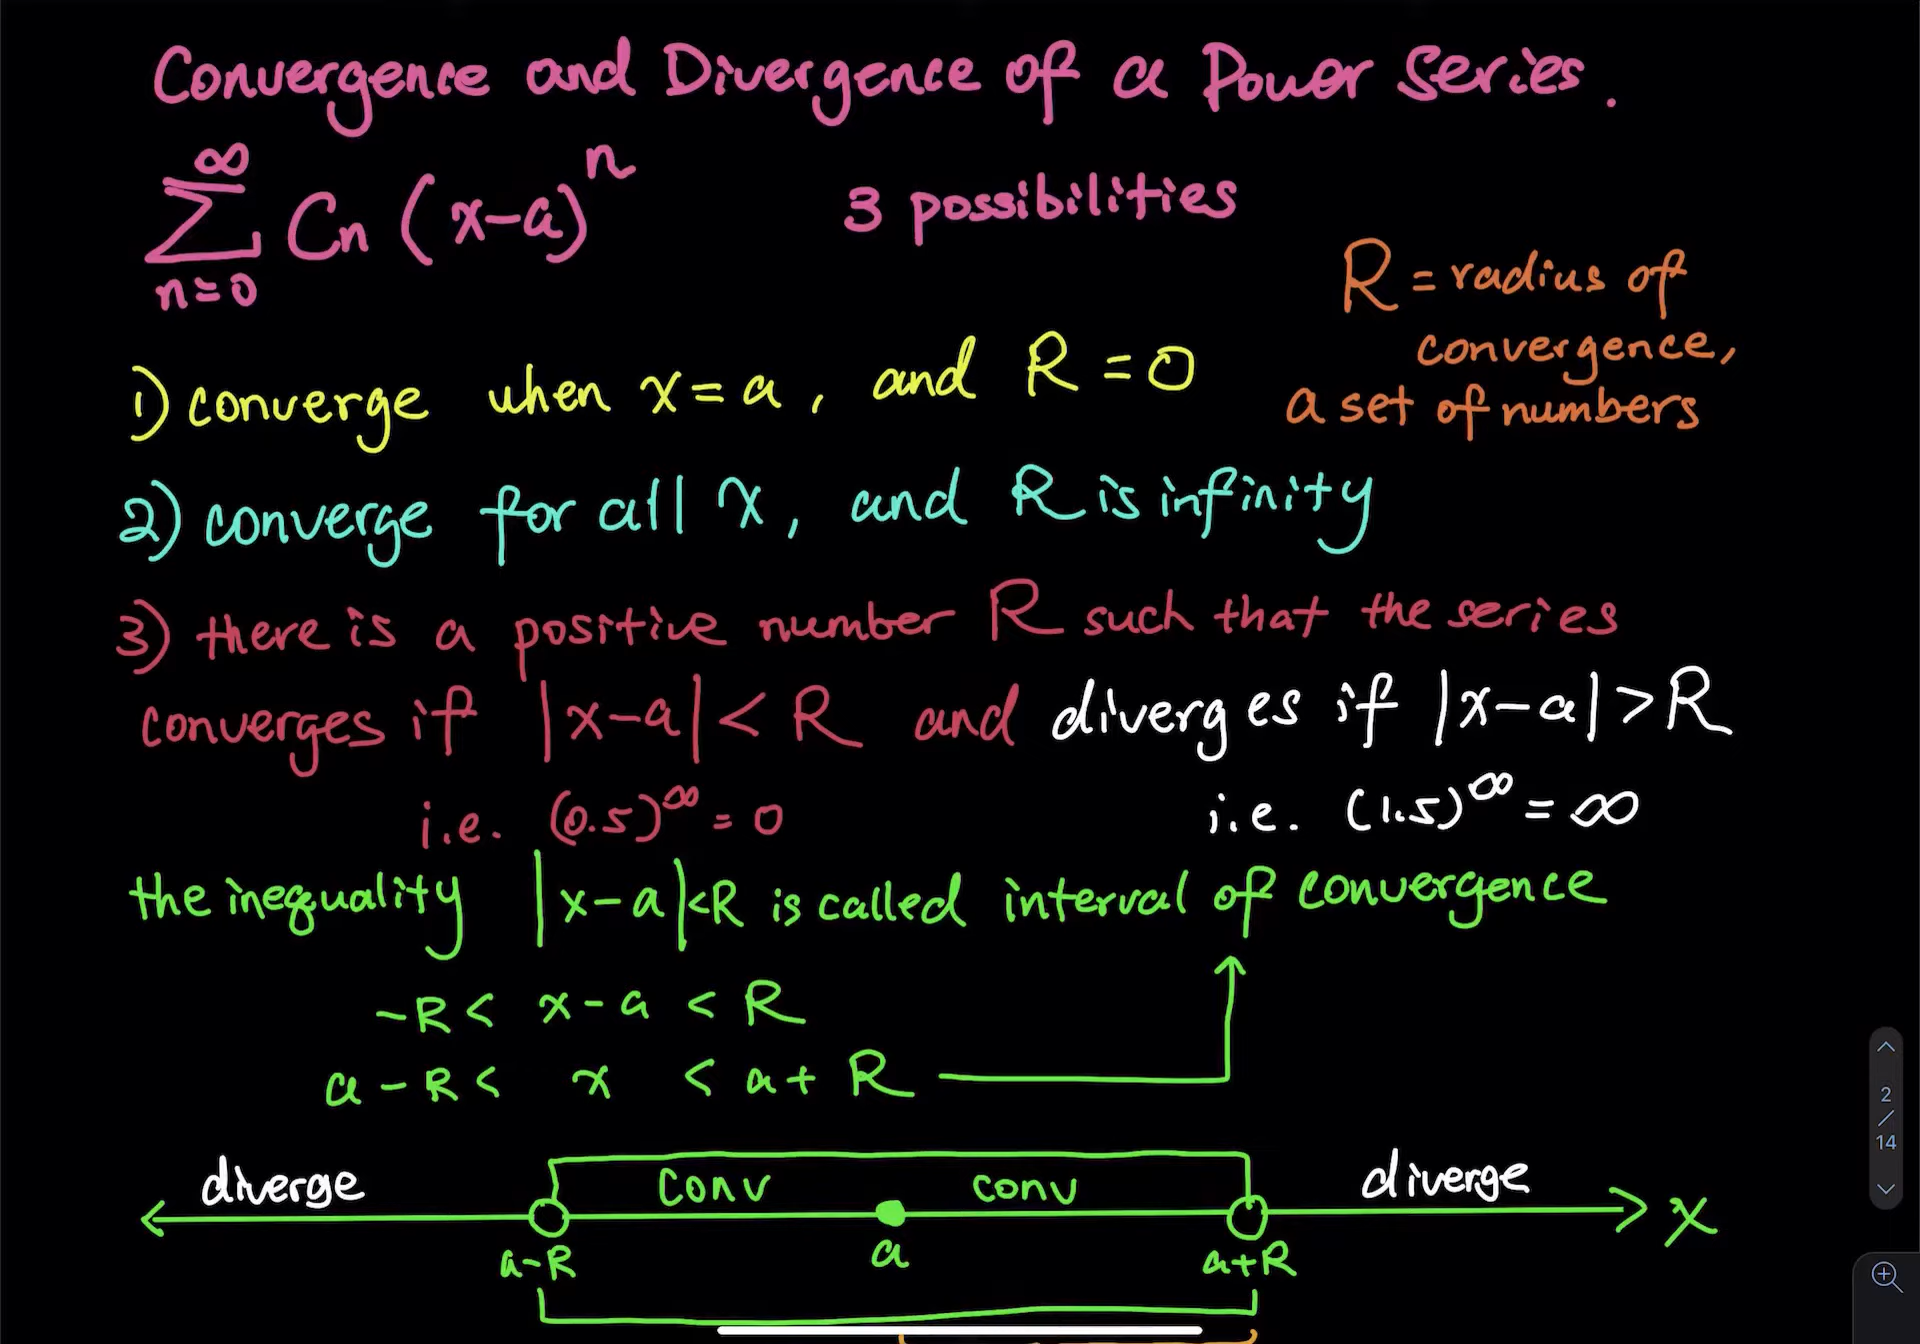 Convergence and Divergence of a Power Series.
∞
∑ Cn (x-a)^n
n=0
3 possibilities
R = radius of
convergence,
a set of numbers
1) converge when x = a, and R = 0
2) converge for all x, and R is infinity
3) there is a positive number R such that the series
converges if |x-a| < R and diverges if |x-a| > R
i.e. (0.5)^∞ = 0 i.e. (1.5)^∞ = ∞
the inequality |x-a|<R is called interval of convergence
-R < x-a < R
a-R < x < a+R
diverge conv conv diverge
x
a-R a a+R
2
/
14